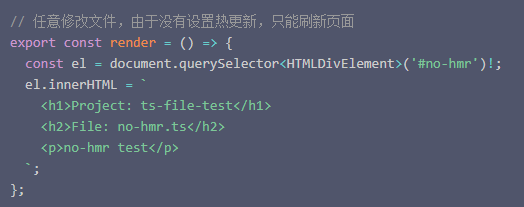 // 任意修改文件，由于没有设置热更新，只能刷新页面
export const render = () => {
  const el = document.querySelector<HTMLDivElement>('#no-hmr')!;
  el.innerHTML = `
    <h1>Project: ts-file-test</h1>
    <h2>File: no-hmr.ts</h2>
    <p>no-hmr test</p>
  `;
};